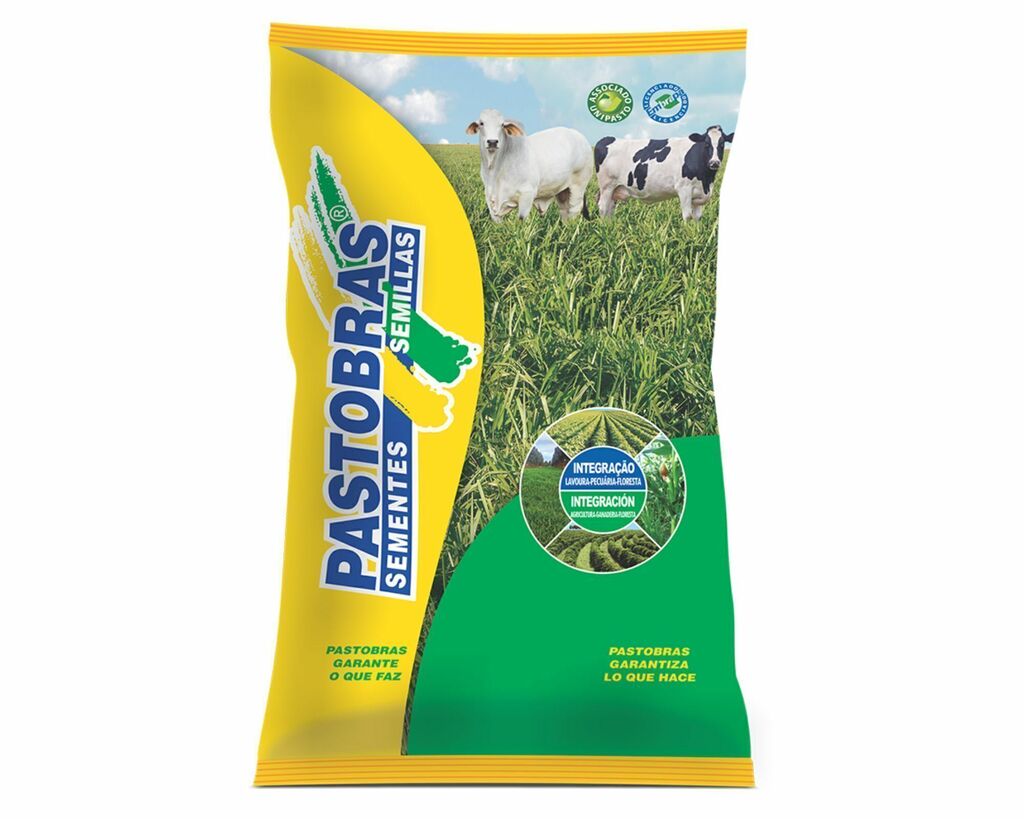 ASSOCIADO
UNIPASTO
PASTOBRAS®
SEMENTES
SEMILLAS
INTEGRAÇÃO
LAVOURA-PECUÁRIA-FLORESTA
INTEGRACIÓN
AGRICULTURA-GANADERIA-FLORESTA
PASTOBRAS
GARANTE
O QUE FAZ
PASTOBRAS
GARANTIZA
LO QUE HACE